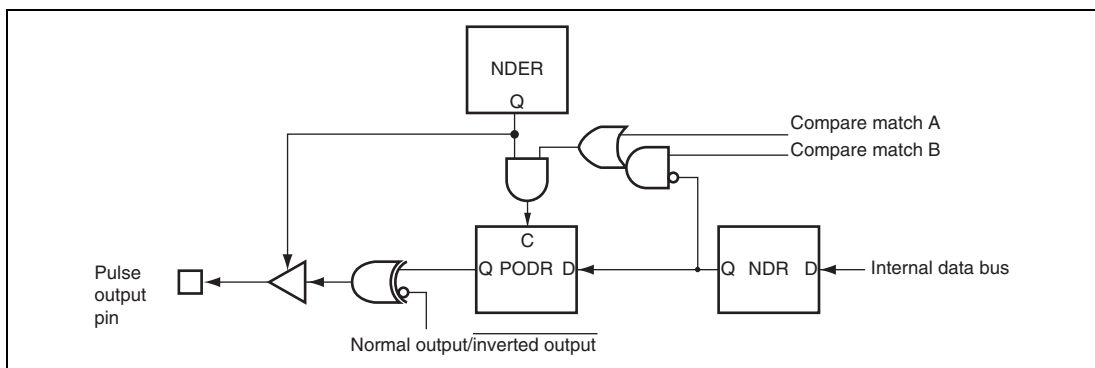 NDER
Q
Compare match A
Compare match B
C
Q PODR D
Q NDR D
Internal data bus
Pulse
output
pin
Normal output/inverted output